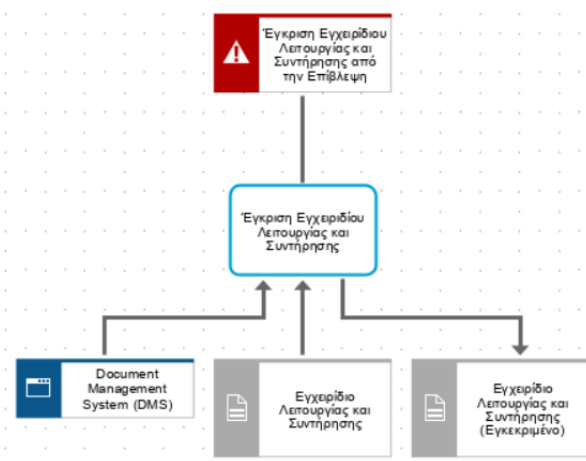 Έγκριση Εγχειρίδιου
Λειτουργίας και
Συντήρησης από
την Επίβλεψη
Έγκριση Εγχειριδίου
Λειτουργίας και
Συντήρησης
Document
Management
System (DMS)
Εγχειρίδιο
Λειτουργίας και
Συντήρησης
Εγχειρίδιο
Λειτουργίας και
Συντήρησης
(Εγκεκριμένο)